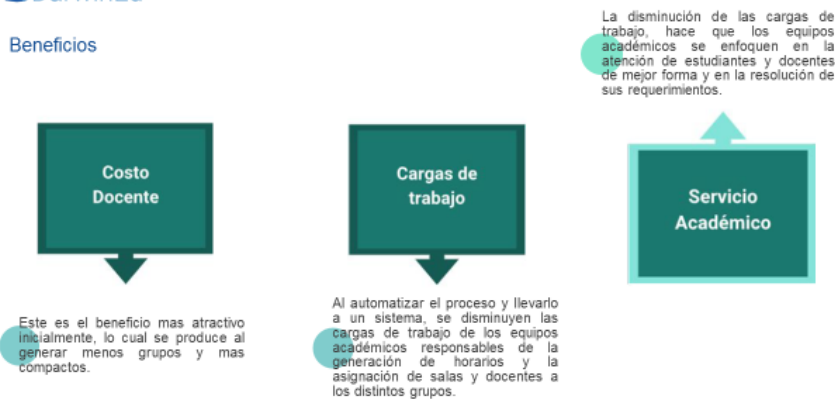 Beneficios
Costo
Docente
Este es el beneficio mas atractivo
inicialmente, lo cual se produce al
generar menos grupos y mas
compactos.
Cargas de
trabajo
Al automatizar el proceso y llevarlo
a un sistema, se disminuyen las
cargas de trabajo de los equipos
académicos responsables de la
generación de horarios y la
asignación de salas y docentes a
los distintos grupos.
La disminución de las cargas de
trabajo, hace que los equipos
académicos se enfoquen en la
atención de estudiantes y docentes
de mejor forma y en la resolución de
sus requerimientos.
Servicio
Académico